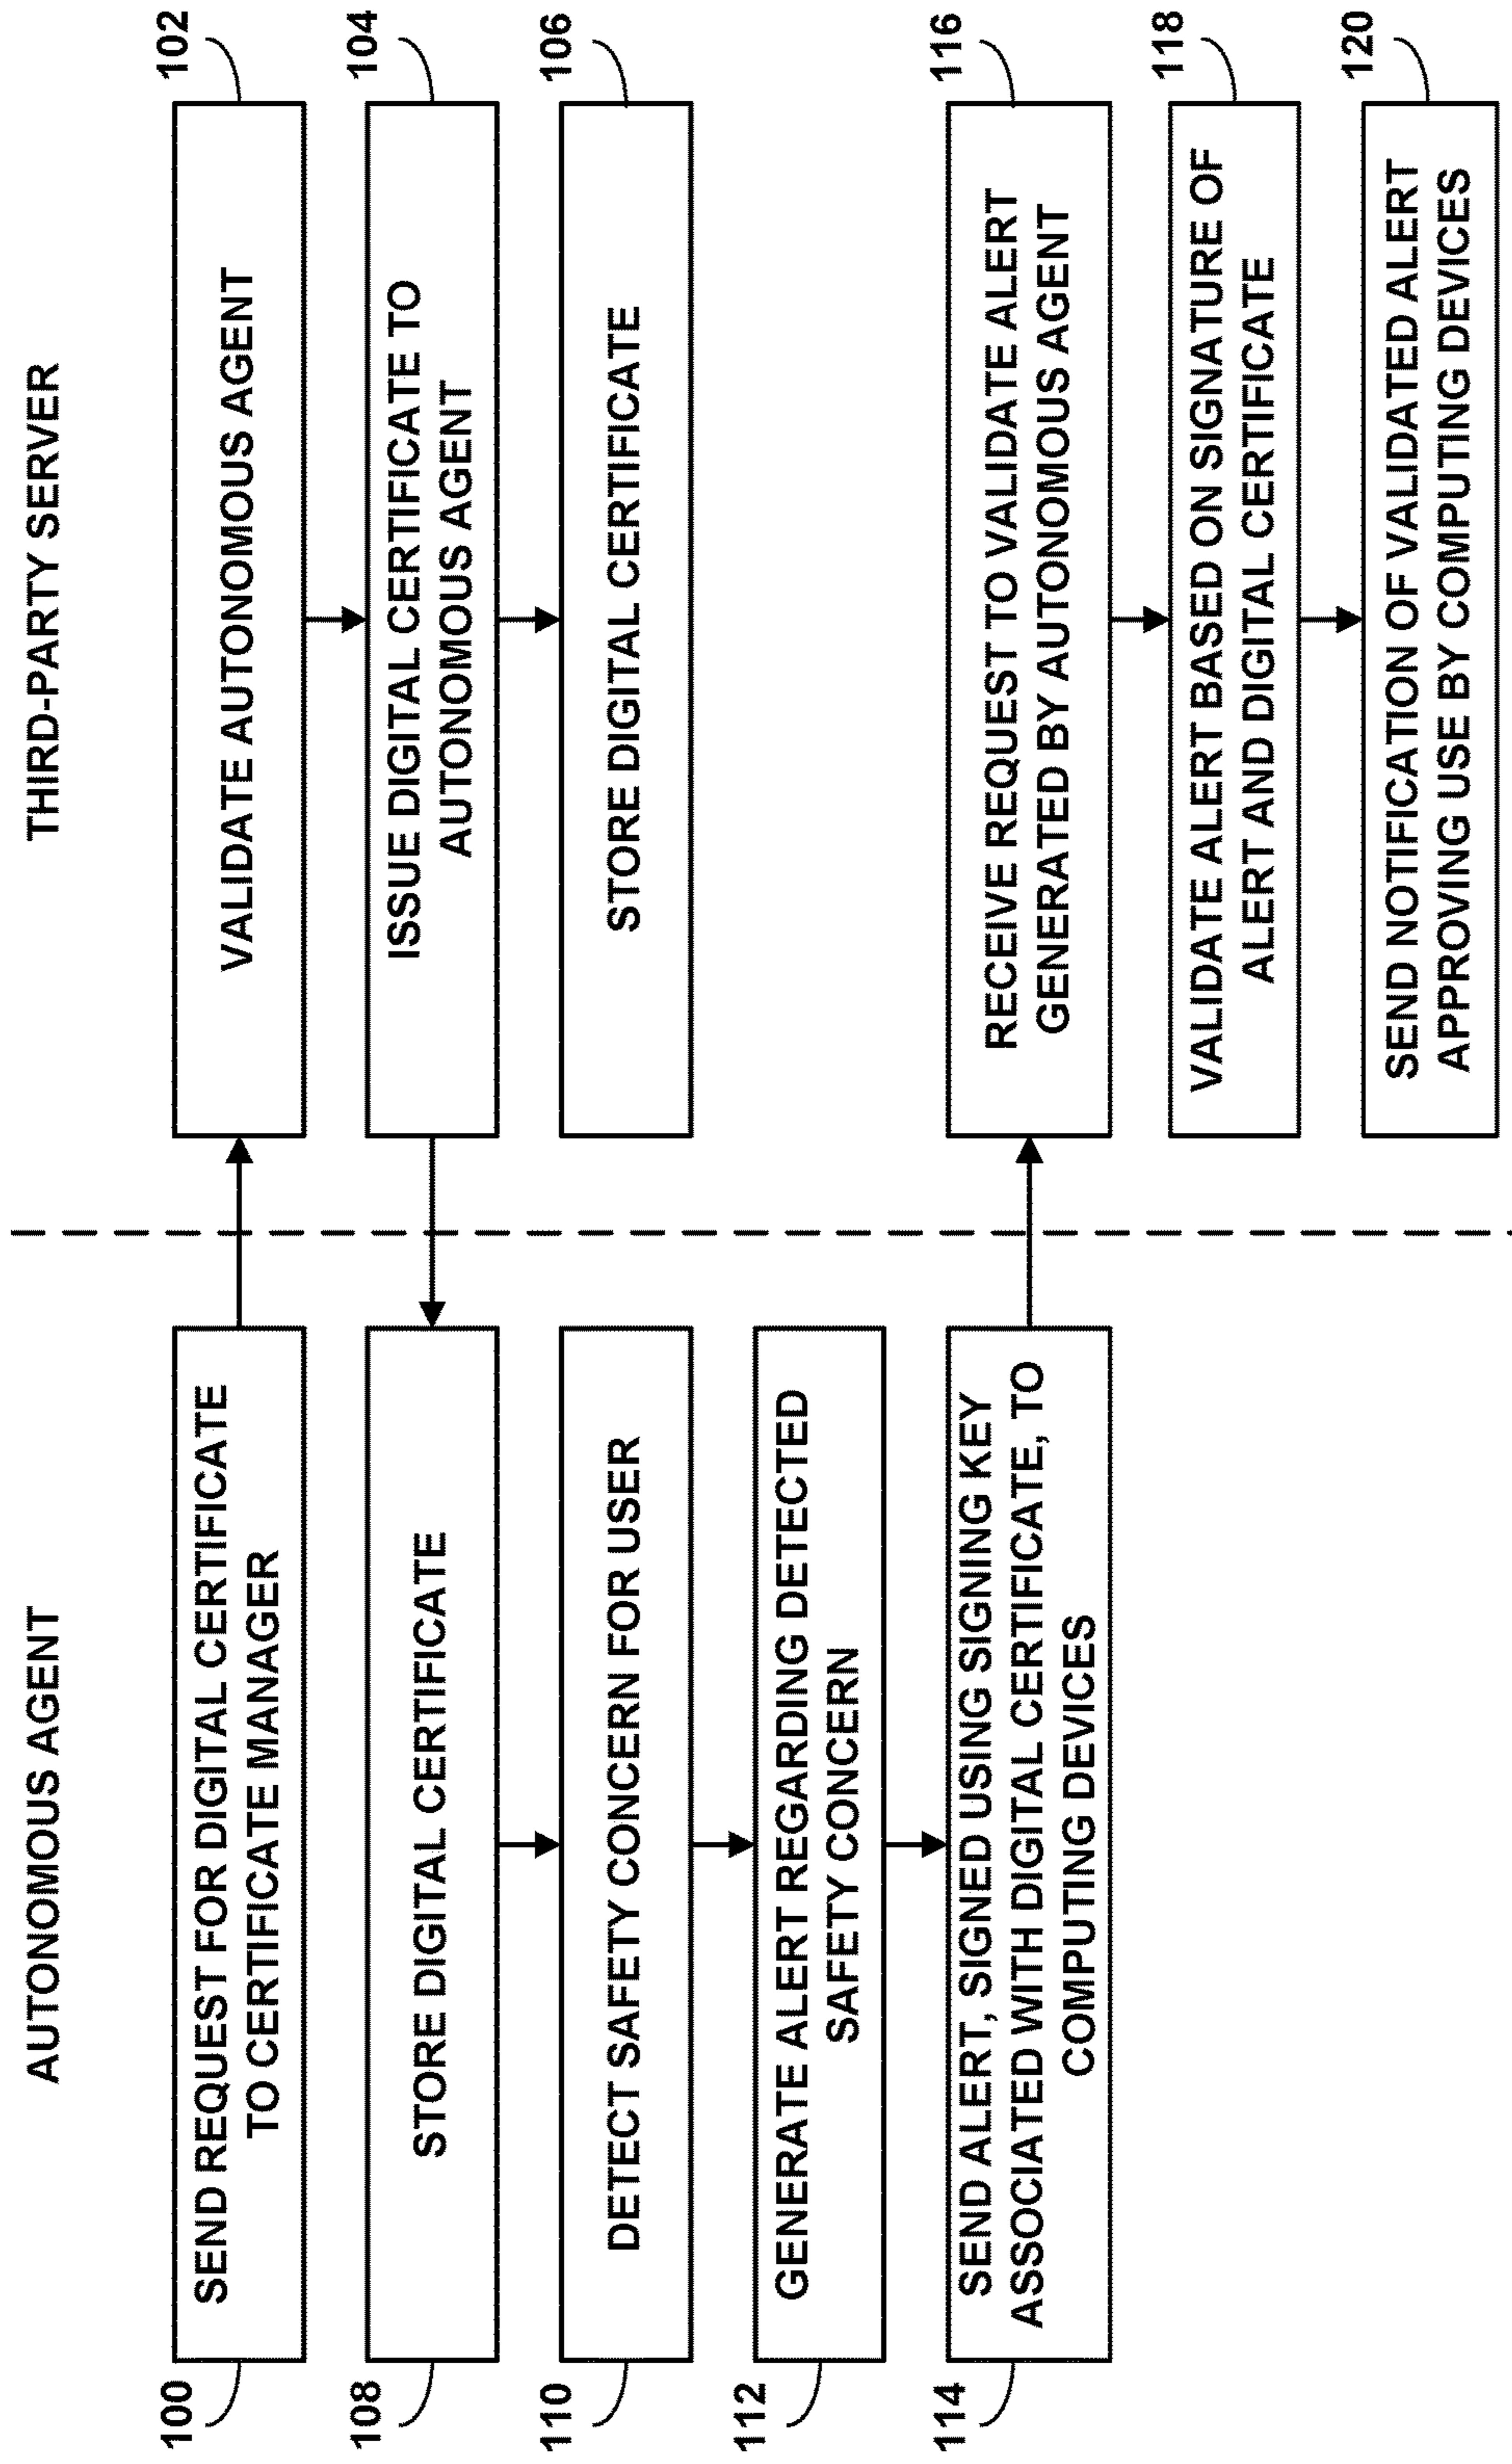 AUTONOMOUS AGENT
THIRD-PARTY SERVER
100
SEND REQUEST FOR DIGITAL CERTIFICATE
TO CERTIFICATE MANAGER
VALIDATE AUTONOMOUS AGENT
102
108
STORE DIGITAL CERTIFICATE
ISSUE DIGITAL CERTIFICATE TO
AUTONOMOUS AGENT
104
110
DETECT SAFETY CONCERN FOR USER
STORE DIGITAL CERTIFICATE
106
112
GENERATE ALERT REGARDING DETECTED
SAFETY CONCERN
114
SEND ALERT, SIGNED USING SIGNING KEY
ASSOCIATED WITH DIGITAL CERTIFICATE, TO
COMPUTING DEVICES
RECEIVE REQUEST TO VALIDATE ALERT
GENERATED BY AUTONOMOUS AGENT
116
VALIDATE ALERT BASED ON SIGNATURE OF
ALERT AND DIGITAL CERTIFICATE
118
SEND NOTIFICATION OF VALIDATED ALERT
APPROVING USE BY COMPUTING DEVICES
120